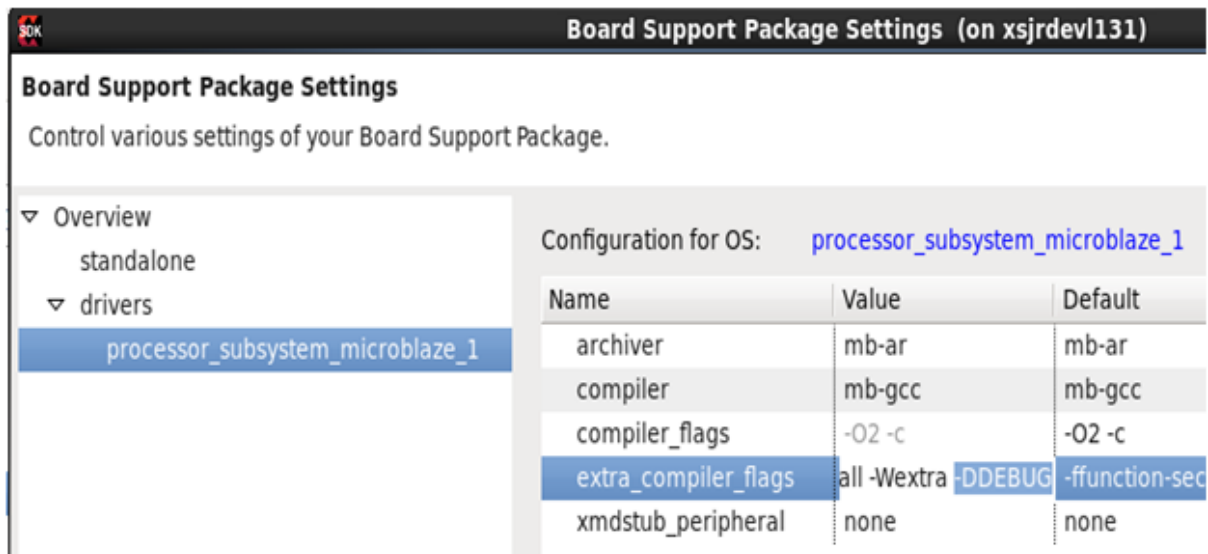 SDK
Board Support Package Settings (on xsjrdevl131)
Board Support Package Settings
Control various settings of your Board Support Package.
Overview
standalone
drivers
processor_subsystem_microblaze_1
Configuration for OS: processor_subsystem_microblaze_1
Name Value Default
archiver mb-ar mb-ar
compiler mb-gcc mb-gcc
compiler_flags -O2 -c -O2 -c
extra_compiler_flags all -Wextra -DDEBUG -ffunction-sec
xmdstub_peripheral none none